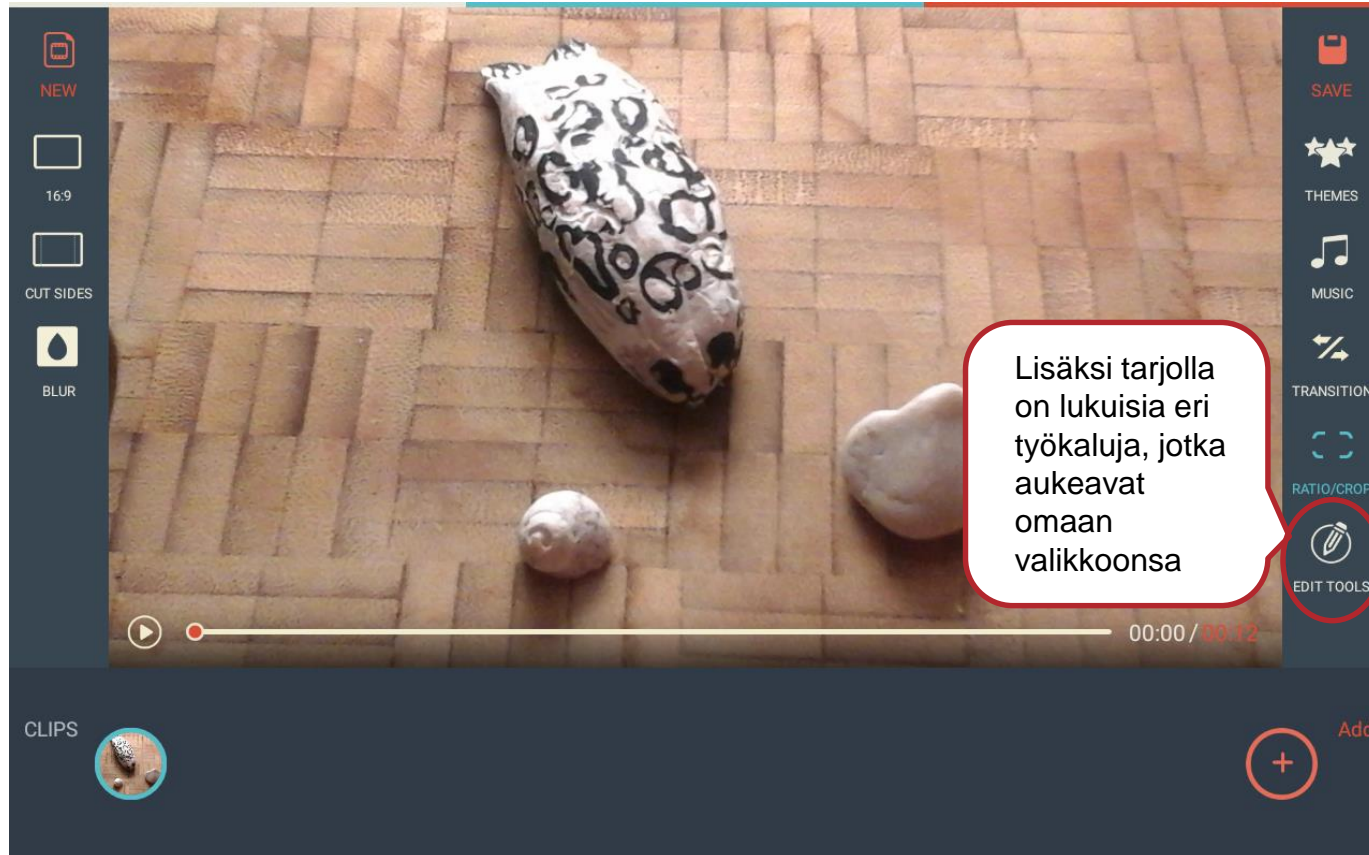 NEW
16:9
CUT SIDES
BLUR
SAVE
THEMES
MUSIC
TRANSITION
RATIO/CROP
EDIT TOOLS
Lisäksi tarjolla
on lukuisia eri
työkaluja, jotka
aukeavat
omaan
valikkoonsa
00:00 / 00:12
CLIPS
+
Add